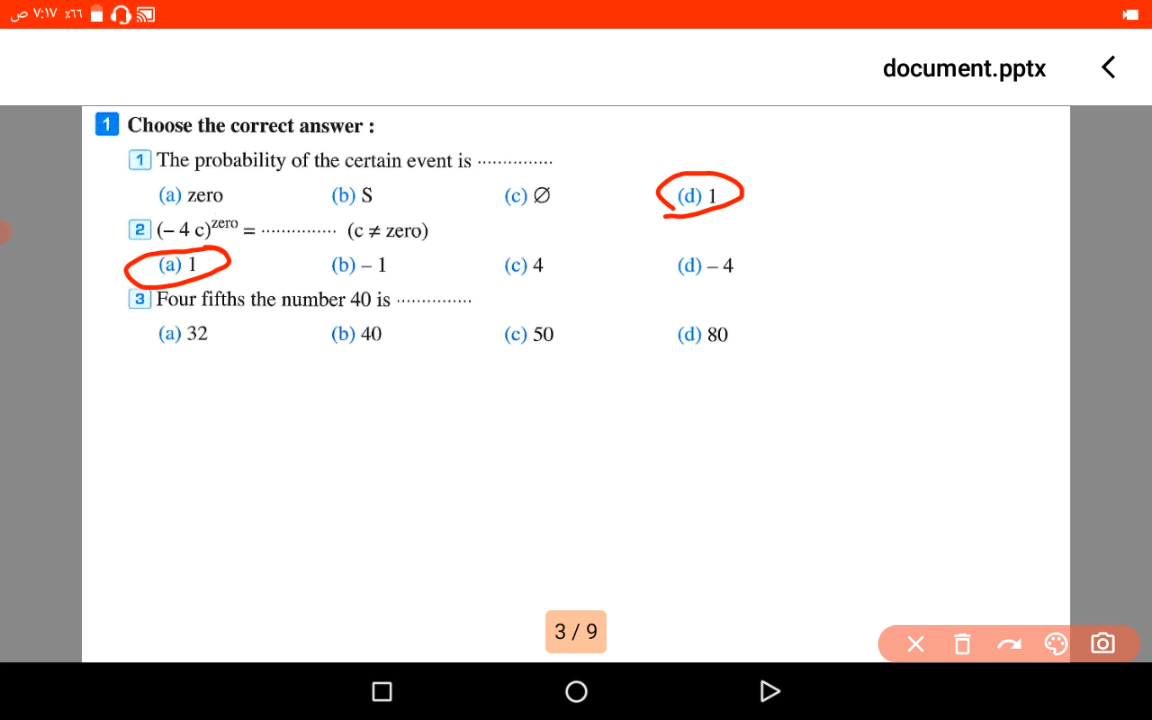 ص ٧:١٧ ٪٦٦
document.pptx
1 Choose the correct answer :
1 The probability of the certain event is ...............
(a) zero (b) S (c) ∅ (d) 1
2 (– 4 c)^zero = ............... (c ≠ zero)
(a) 1 (b) – 1 (c) 4 (d) – 4
3 Four fifths the number 40 is ...............
(a) 32 (b) 40 (c) 50 (d) 80
3 / 9